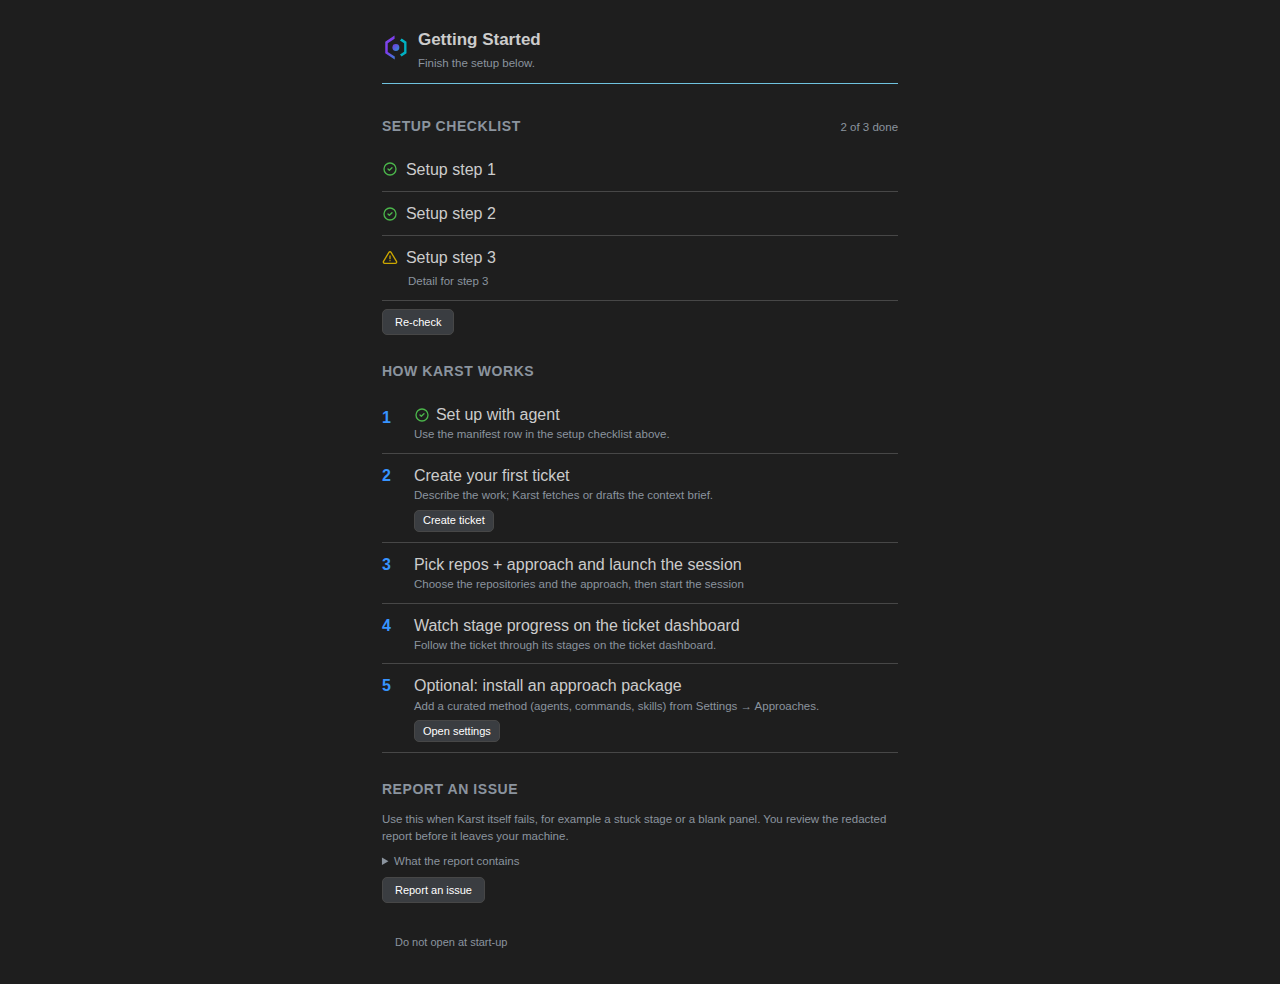 Getting Started
Finish the setup below.
SETUP CHECKLIST
2 of 3 done
Setup step 1
Setup step 2
Setup step 3
Detail for step 3
Re-check
HOW KARST WORKS
1
Set up with agent
Use the manifest row in the setup checklist above.
2
Create your first ticket
Describe the work; Karst fetches or drafts the context brief.
Create ticket
3
Pick repos + approach and launch the session
Choose the repositories and the approach, then start the session
4
Watch stage progress on the ticket dashboard
Follow the ticket through its stages on the ticket dashboard.
5
Optional: install an approach package
Add a curated method (agents, commands, skills) from Settings → Approaches.
Open settings
REPORT AN ISSUE
Use this when Karst itself fails, for example a stuck stage or a blank panel. You review the redacted
report before it leaves your machine.
What the report contains
Report an issue
Do not open at start-up